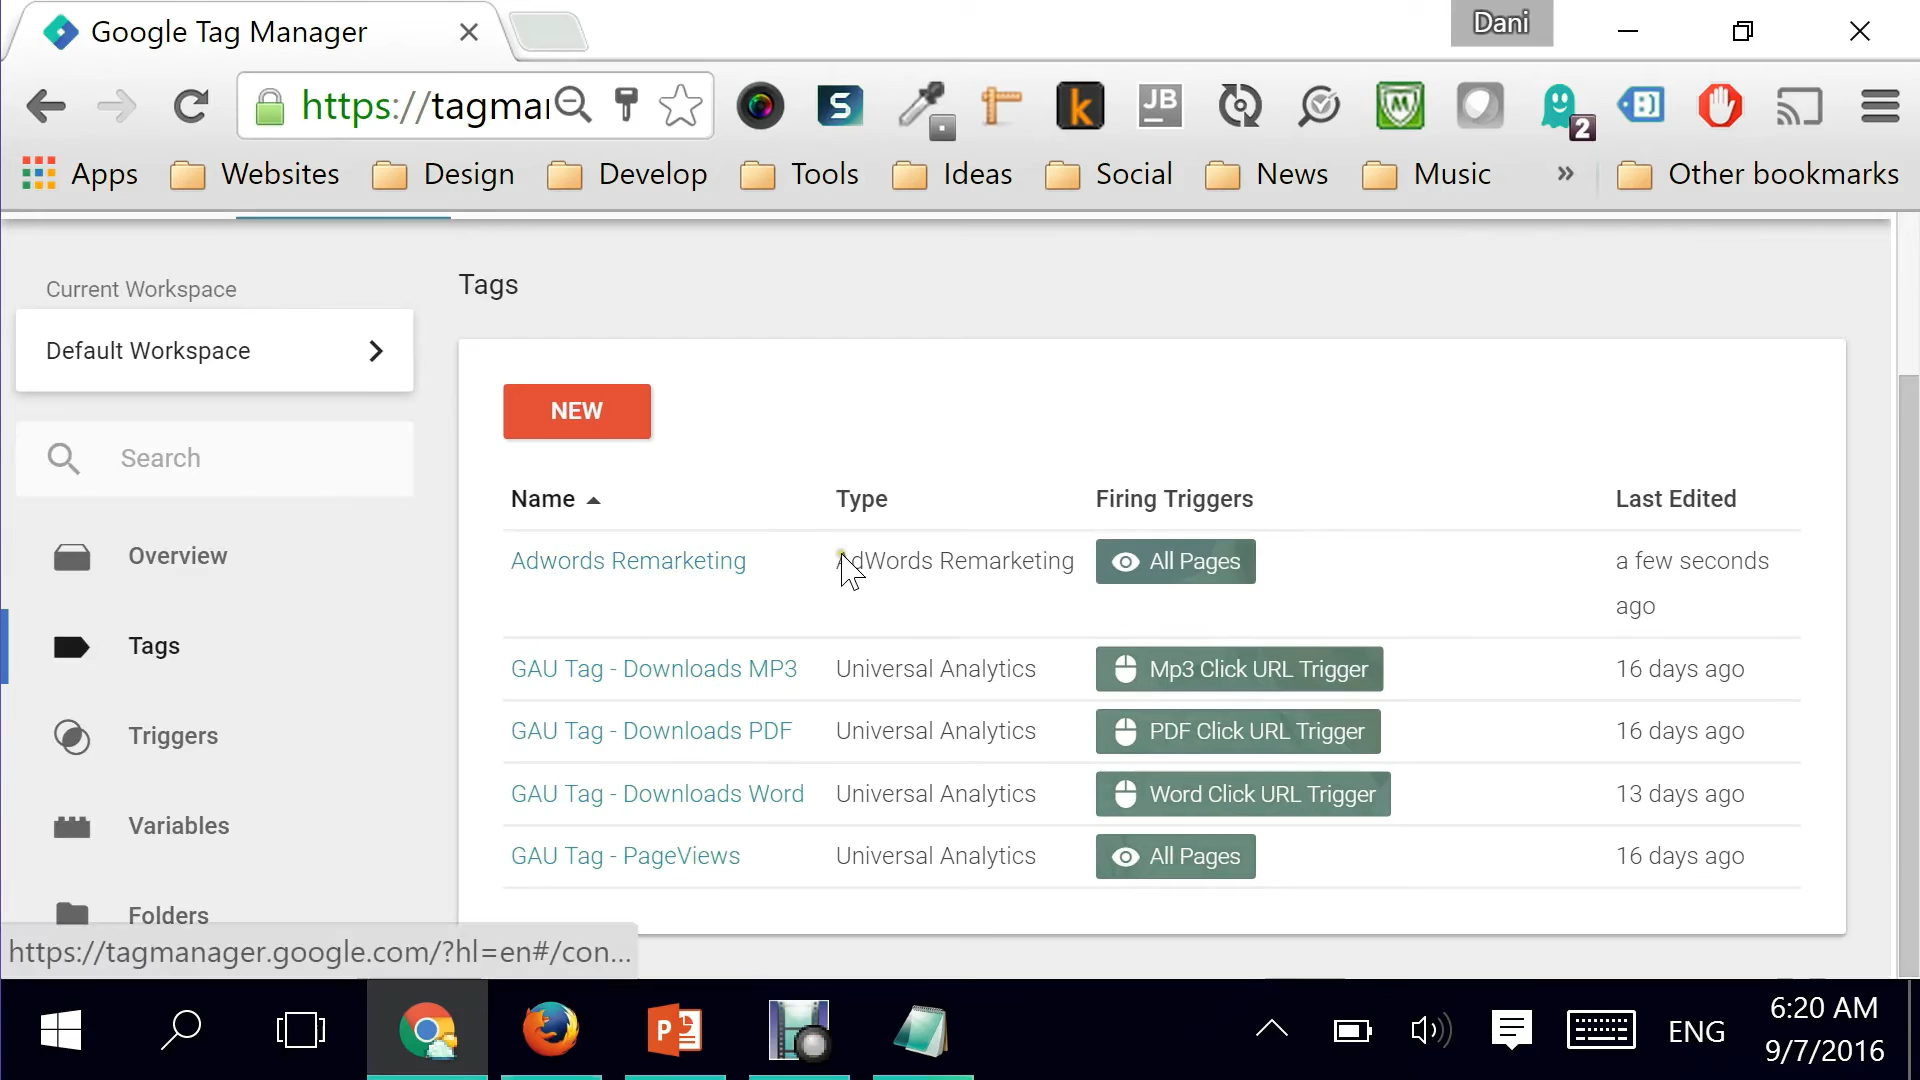 Google Tag Manager
Dani
https://tagmar
S
k
JB
2
Apps
Websites
Design
Develop
Tools
Ideas
Social
News
Music
»
Other bookmarks
Current Workspace
Default Workspace
Search
Overview
Tags
Triggers
Variables
Folders
Tags
NEW
Name Type Firing Triggers Last Edited
Adwords Remarketing AdWords Remarketing All Pages a few seconds
ago
GAU Tag - Downloads MP3 Universal Analytics Mp3 Click URL Trigger 16 days ago
GAU Tag - Downloads PDF Universal Analytics PDF Click URL Trigger 16 days ago
GAU Tag - Downloads Word Universal Analytics Word Click URL Trigger 13 days ago
GAU Tag - PageViews Universal Analytics All Pages 16 days ago
https://tagmanager.google.com/?hl=en#/con...
ENG
6:20 AM
9/7/2016